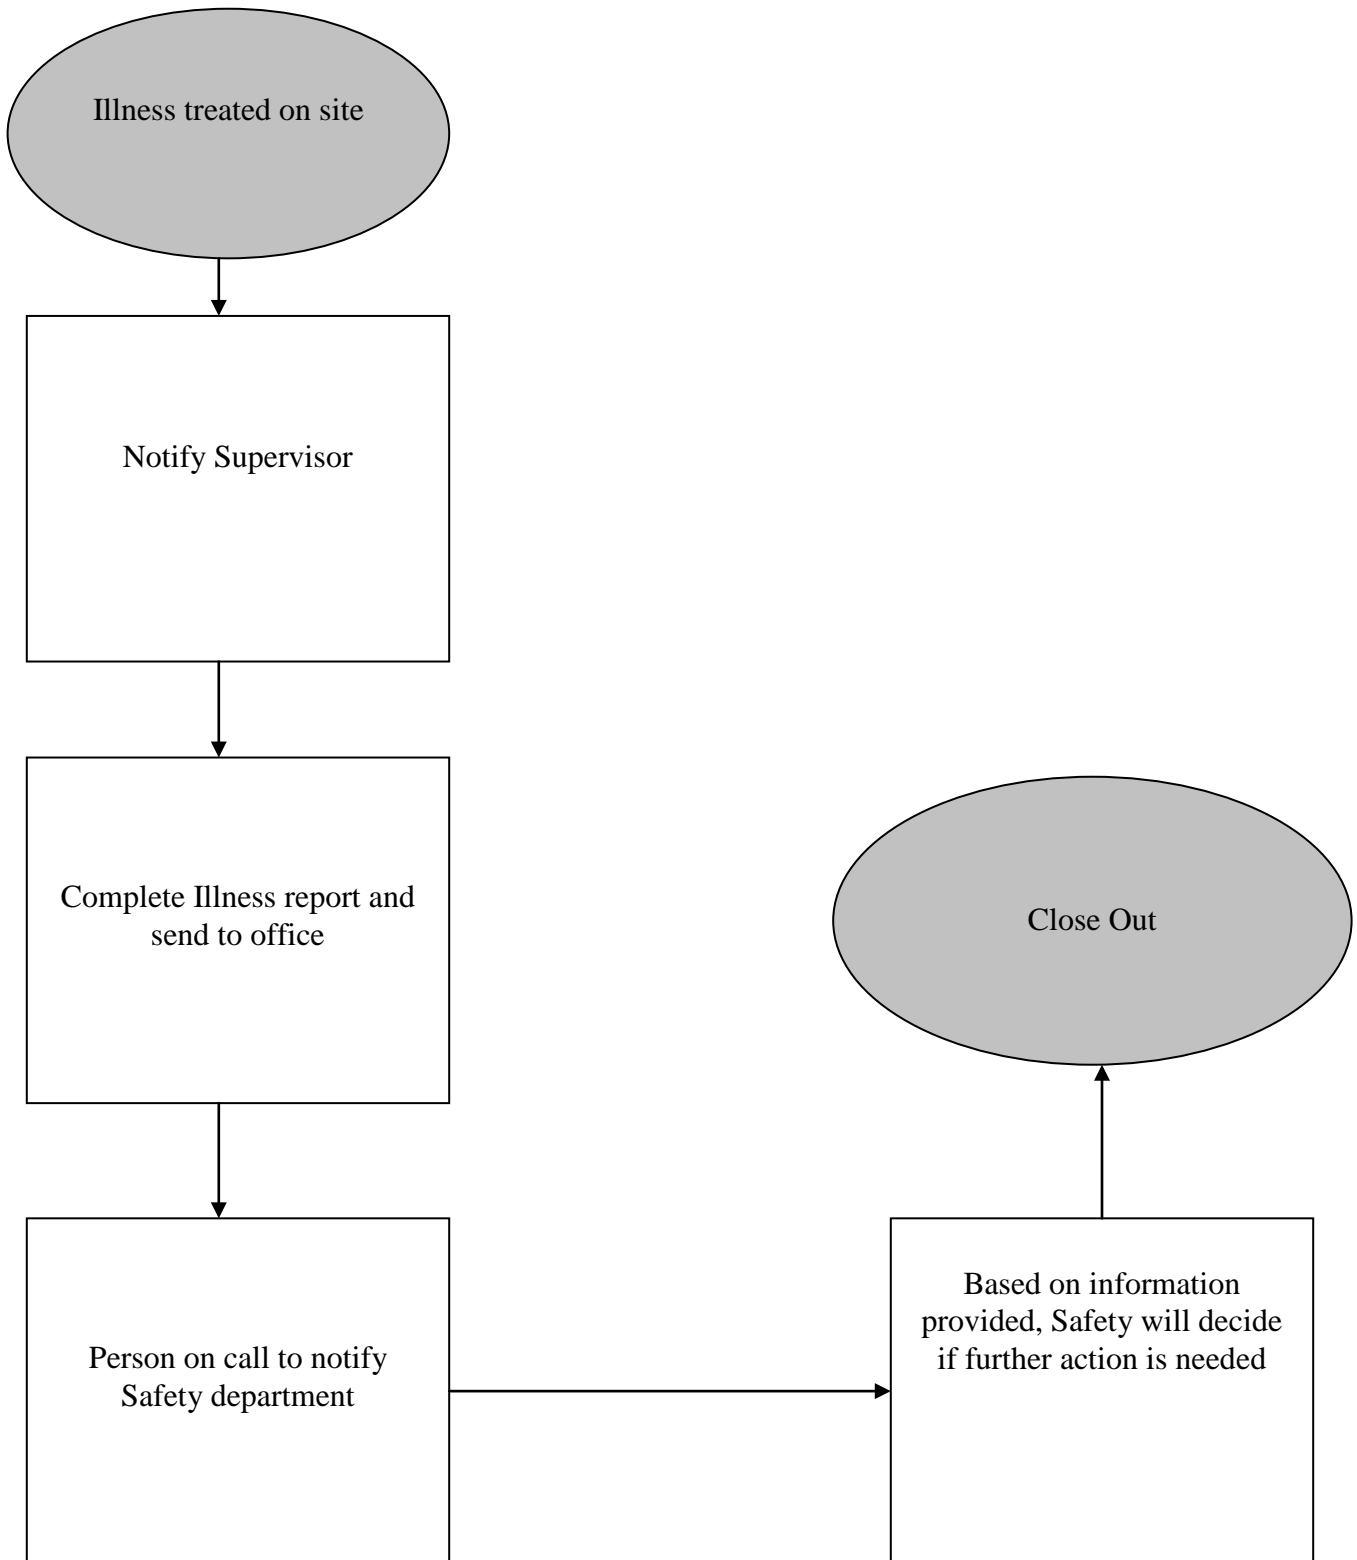 Illness treated on site
Notify Supervisor
Complete Illness report and
send to office
Person on call to notify
Safety department
Based on information
provided, Safety will decide
if further action is needed
Close Out